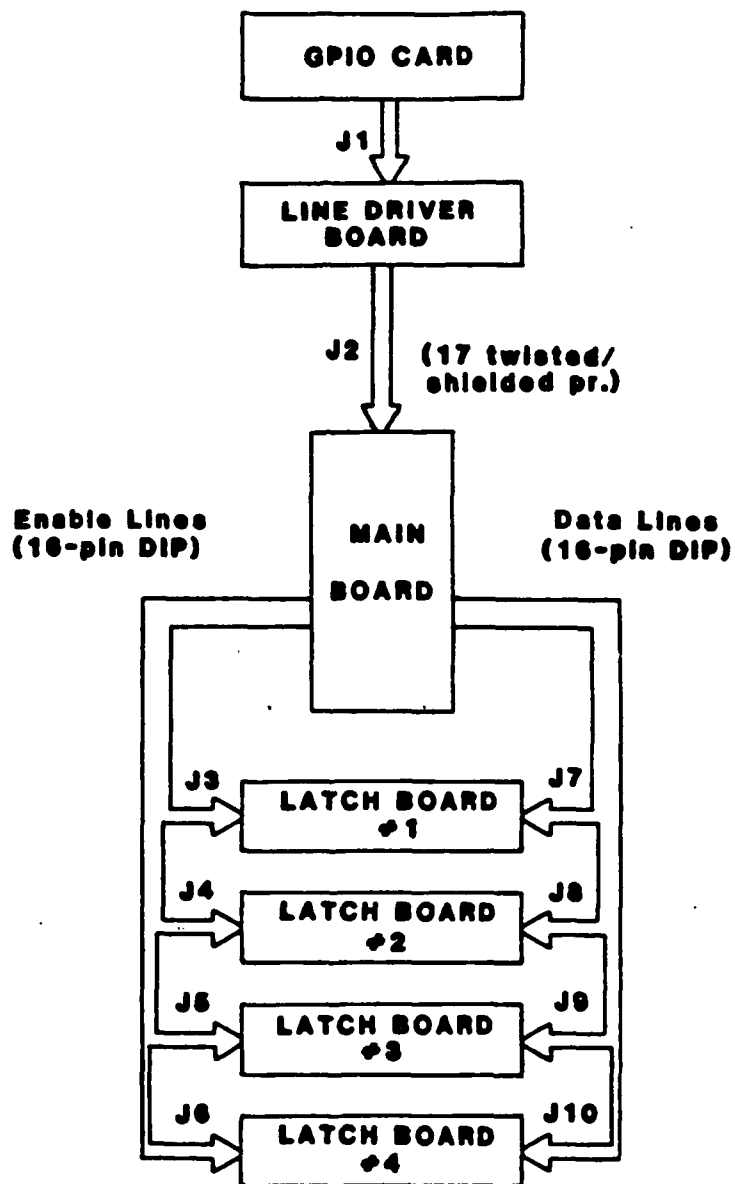 GPIO CARD
J1
LINE DRIVER
BOARD
J2
(17 twisted/
shielded pr.)
Enable Lines
(16-pin DIP)
Data Lines
(16-pin DIP)
MAIN
BOARD
J3
J7
LATCH BOARD
#1
J4
J8
LATCH BOARD
#2
J5
J9
LATCH BOARD
#3
J6
J10
LATCH BOARD
#4